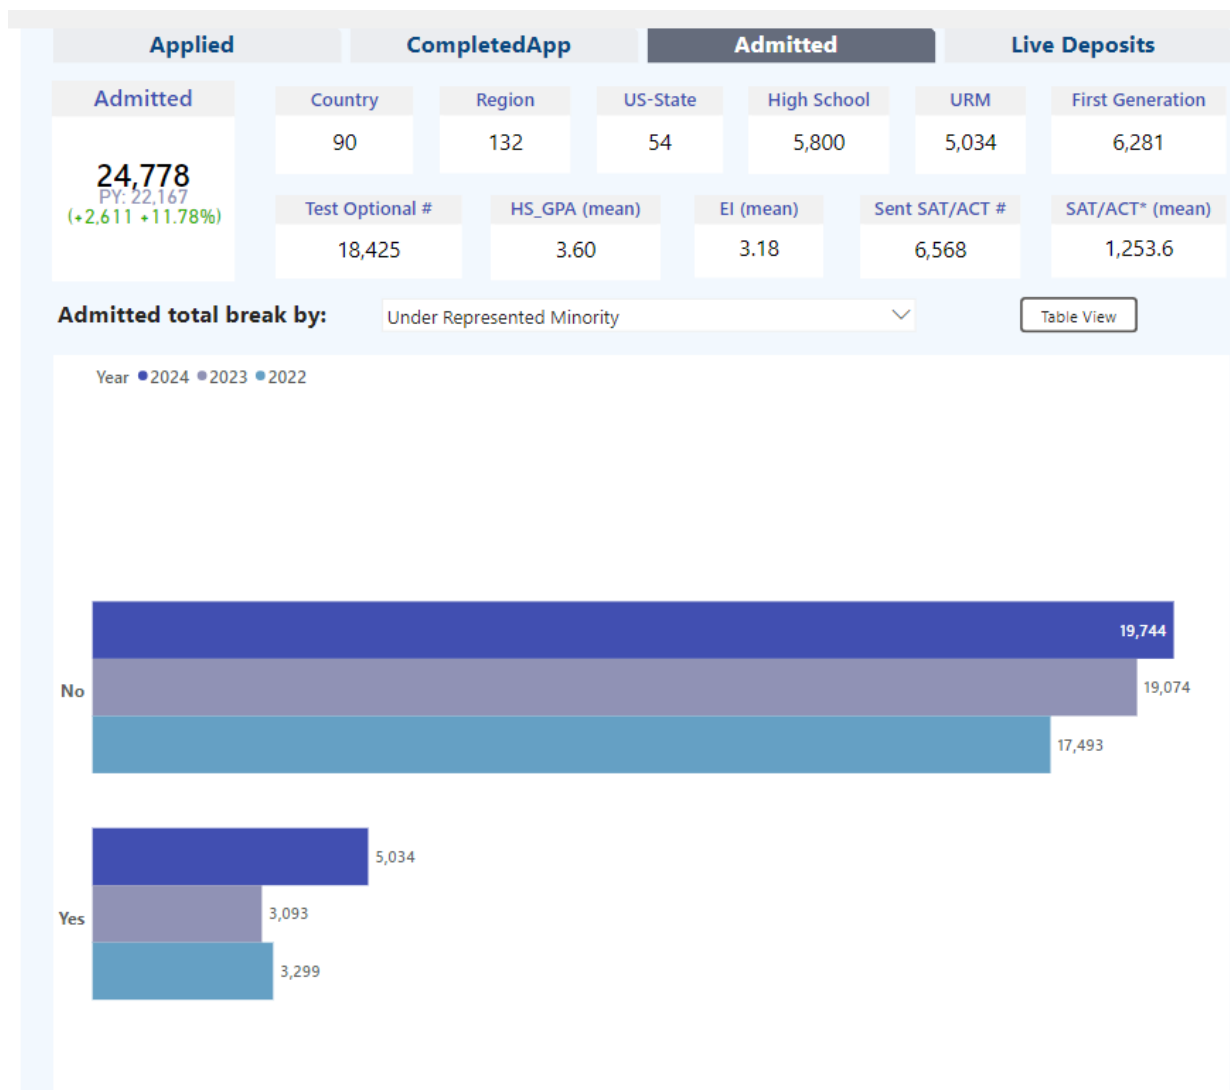 Applied CompletedApp Admitted Live Deposits
Admitted Country Region US-State High School URM First Generation
90 132 54 5,800 5,034 6,281
24,778
PY: 22,167
(+2,611 +11.78%)
Test Optional # HS_GPA (mean) EI (mean) Sent SAT/ACT # SAT/ACT* (mean)
18,425 3.60 3.18 6,568 1,253.6
Admitted total break by: Under Represented Minority Table View
Year 2024 2023 2022
19,744
No 19,074
17,493
5,034
Yes 3,093
3,299